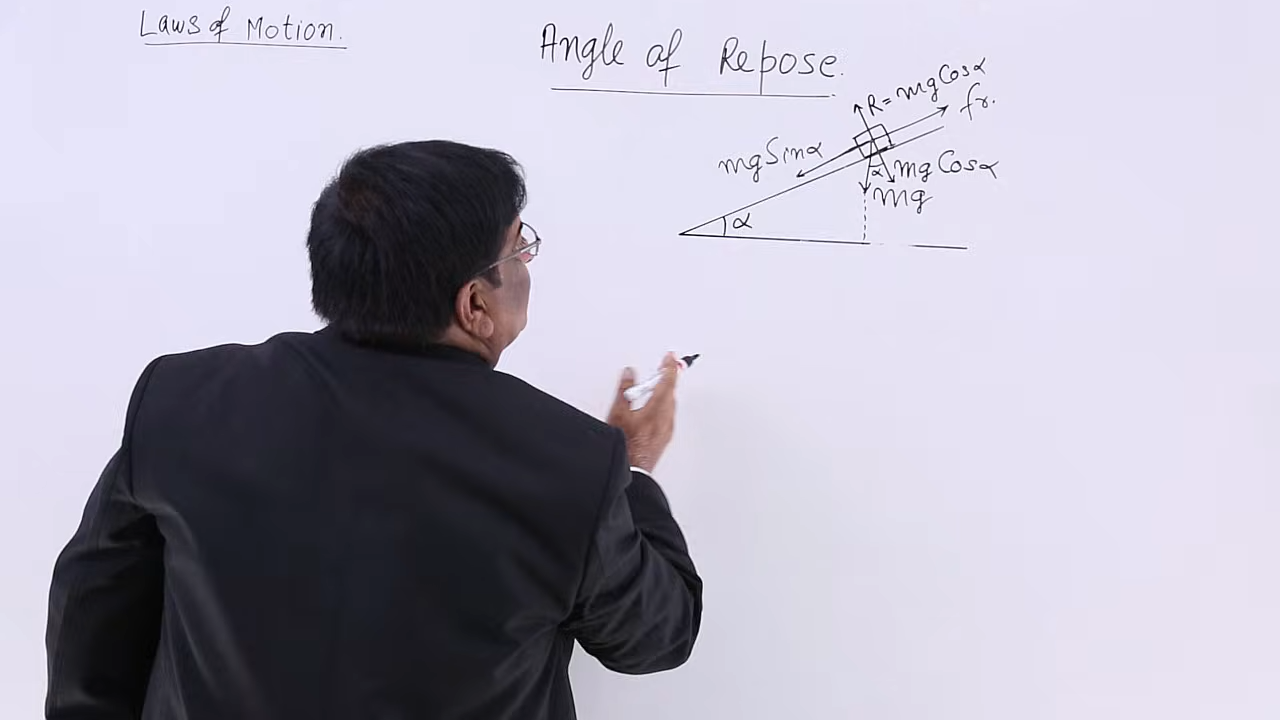 Laws of Motion.
Angle of Repose.
R = mg Cosα
fr.
mg Sinα
α
mg Cosα
mg
α